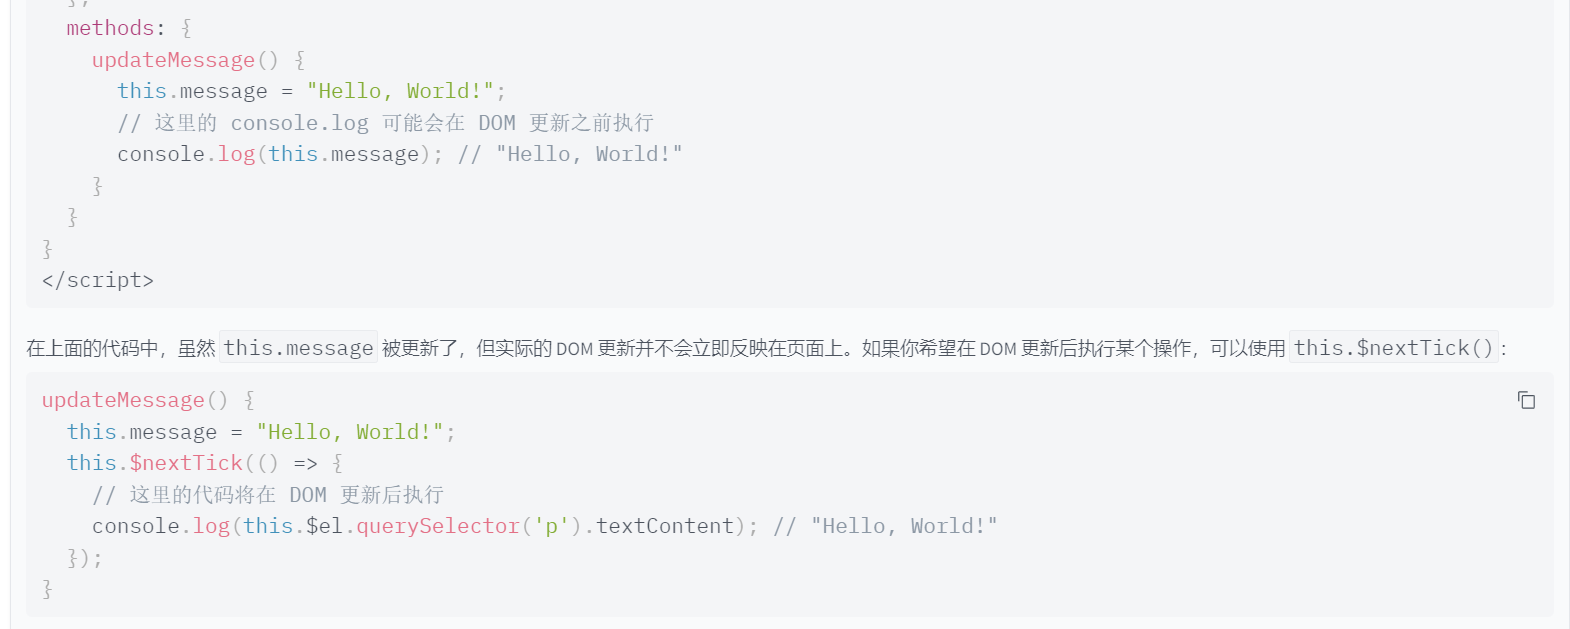 methods: {
    updateMessage() {
      this.message = "Hello, World!";
      // 这里的 console.log 可能会在 DOM 更新之前执行
      console.log(this.message); // "Hello, World!"
    }
  }
}
</script>
在上面的代码中，虽然 this.message 被更新了，但实际的 DOM 更新并不会立即反映在页面上。如果你希望在 DOM 更新后执行某个操作，可以使用 this.$nextTick()：
updateMessage() {
  this.message = "Hello, World!";
  this.$nextTick(() => {
    // 这里的代码将在 DOM 更新后执行
    console.log(this.$el.querySelector('p').textContent); // "Hello, World!"
  });
}